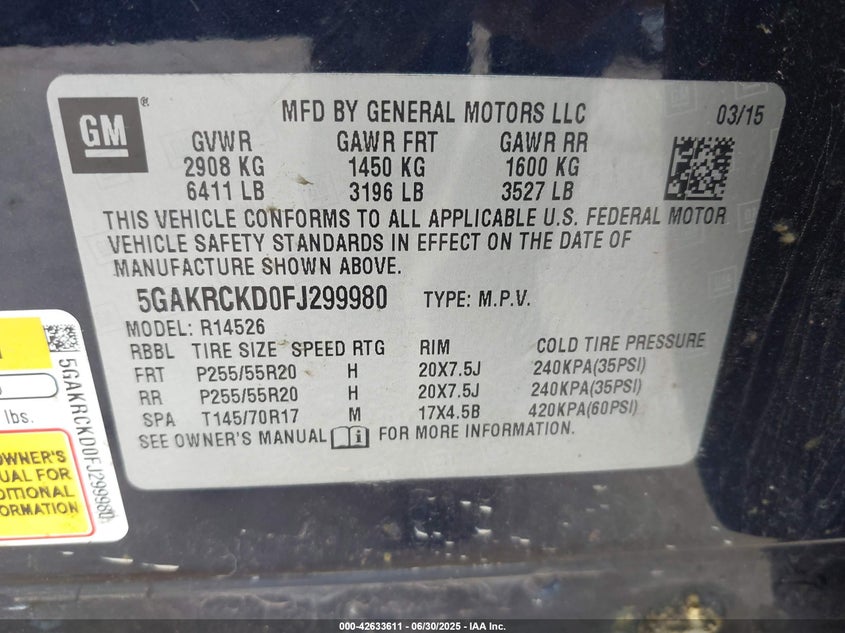 GM
®
MFD BY GENERAL MOTORS LLC
03/15
GVWR GAWR FRT GAWR RR
2908 KG 1450 KG 1600 KG
6411 LB 3196 LB 3527 LB
THIS VEHICLE CONFORMS TO ALL APPLICABLE U.S. FEDERAL MOTOR
VEHICLE SAFETY STANDARDS IN EFFECT ON THE DATE OF
MANUFACTURE SHOWN ABOVE.
5GAKRCKD0FJ299980 TYPE: M.P.V.
MODEL: R14526
RBBL TIRE SIZE SPEED RTG RIM COLD TIRE PRESSURE
FRT P255/55R20 H 20X7.5J 240KPA(35PSI)
RR P255/55R20 H 20X7.5J 240KPA(35PSI)
SPA T145/70R17 M 17X4.5B 420KPA(60PSI)
SEE OWNER'S MANUAL FOR MORE INFORMATION.
lbs.
OWNER'S
UAL FOR
DITIONAL
ORMATION
5GAKRCKD0FJ299980
000-42633611 - 06/30/2025 - IAA Inc.